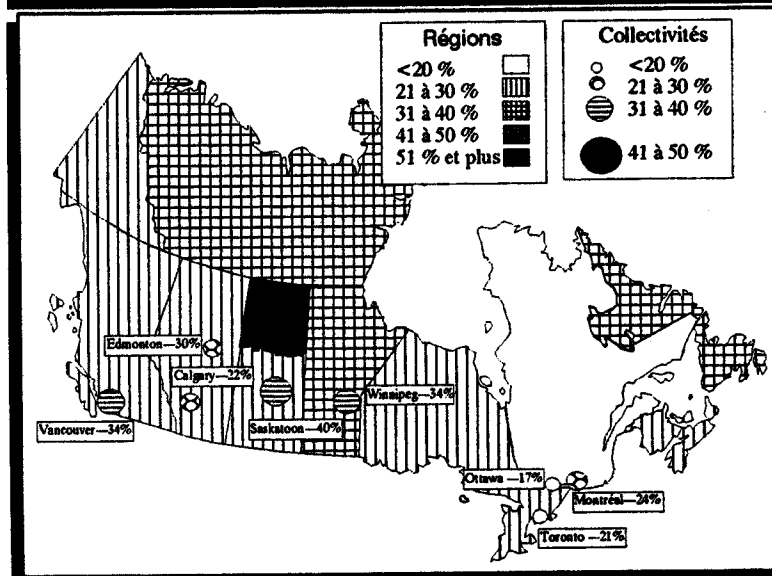 Régions
<20 %
21 à 30 %
31 à 40 %
41 à 50 %
51 % et plus
Collectivités
<20 %
21 à 30 %
31 à 40 %
41 à 50 %
Edmonton—30%
Calgary—22%
Vancouver—34%
Saskatoon—40%
Winnipeg—34%
Ottawa —17%
Montréal—24%
Toronto —21%